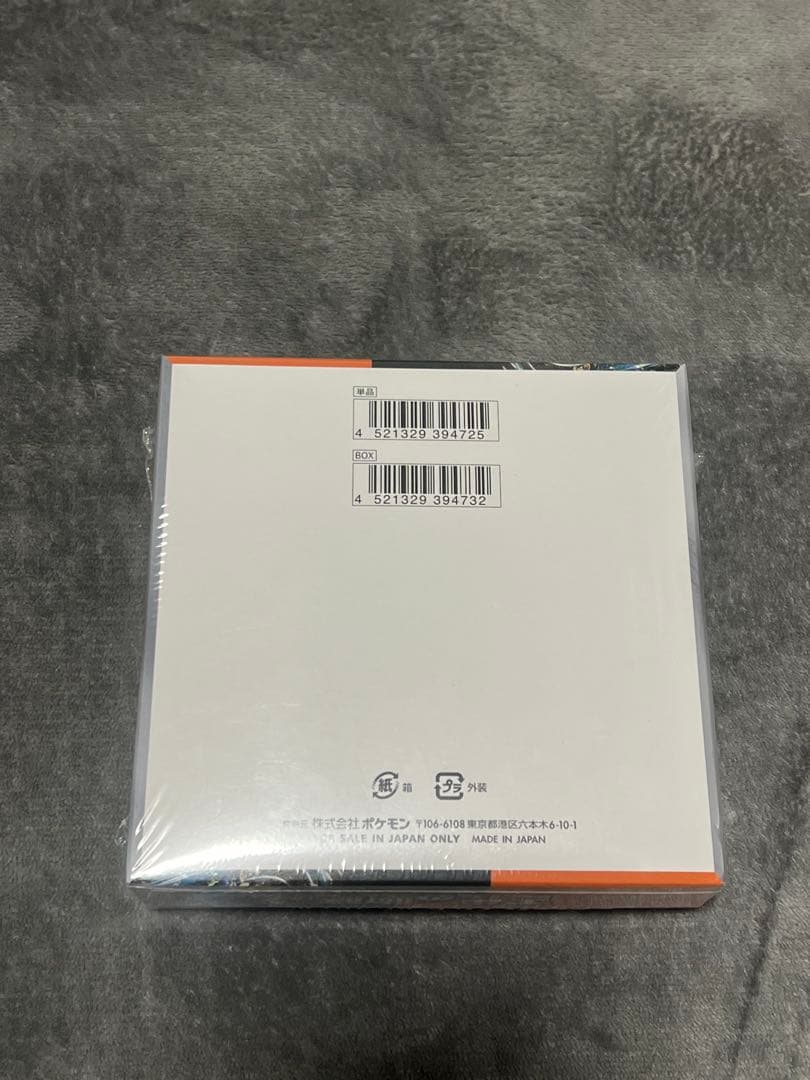 単品
4 521329 394725
BOX
4 521329 394732
紙 箱
プラ 外装
株式会社 ポケモン 〒106-6108 東京都港区六本木6-10-1
SALE IN JAPAN ONLY MADE IN JAPAN